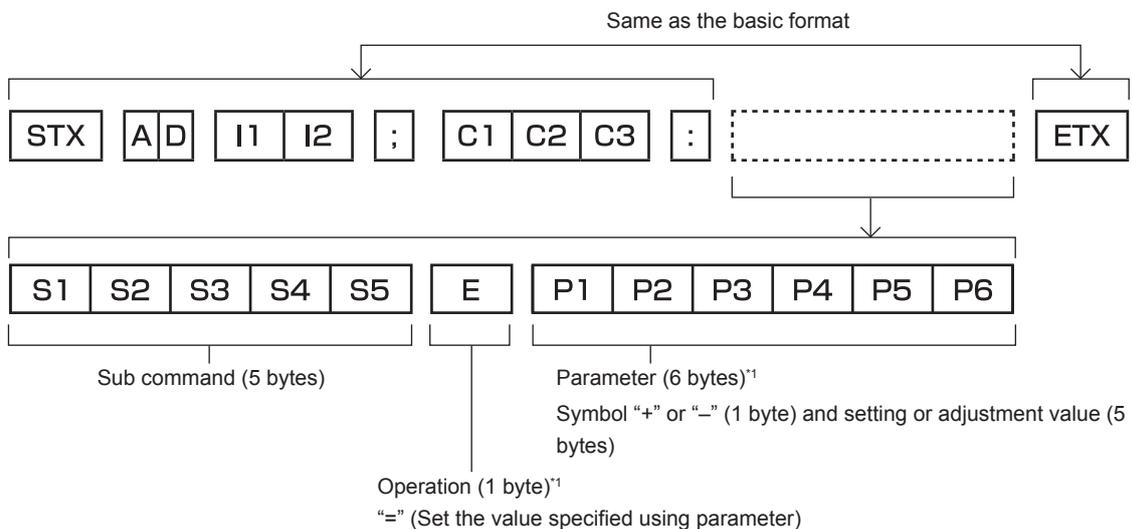 Same as the basic format
STX A D I1 I2 ; C1 C2 C3 : ETX
S1 S2 S3 S4 S5 E P1 P2 P3 P4 P5 P6
Sub command (5 bytes)
Parameter (6 bytes)*1
Symbol “+” or “–” (1 byte) and setting or adjustment value (5
bytes)
Operation (1 byte)*1
“=” (Set the value specified using parameter)